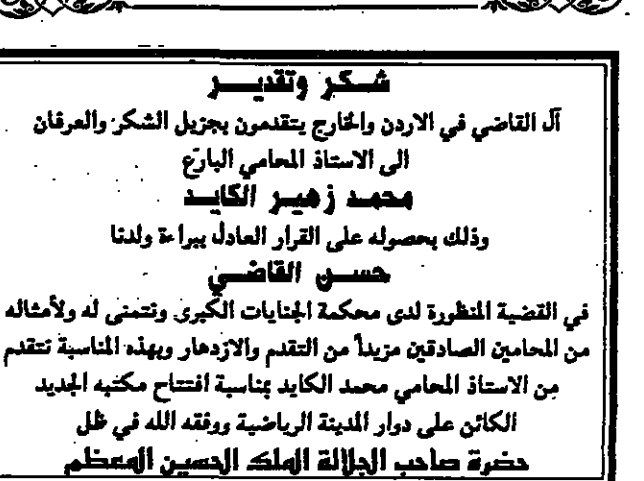 شكر وتقدير
آل القاضي في الاردن والخارج يتقدمون بجزيل الشكر والعرفان
الى الاستاذ المحامي البارع
محمد زهير الكايد
وذلك بحصوله على القرار العادل ببراءة ولدنا
حسن القاضي
في القضية المنظورة لدى محكمة الجنايات الكبرى ونتمنى له ولأمثاله
من المحامين الصادقين مزيداً من التقدم والازدهار وبهذه المناسبة نتقدم
من الاستاذ المحامي محمد الكايد بمناسبة افتتاح مكتبه الجديد
الكائن على دوار المدينة الرياضية ووفقه الله في ظل
حضرة صاحب الجلالة الملك الحسين المعظم